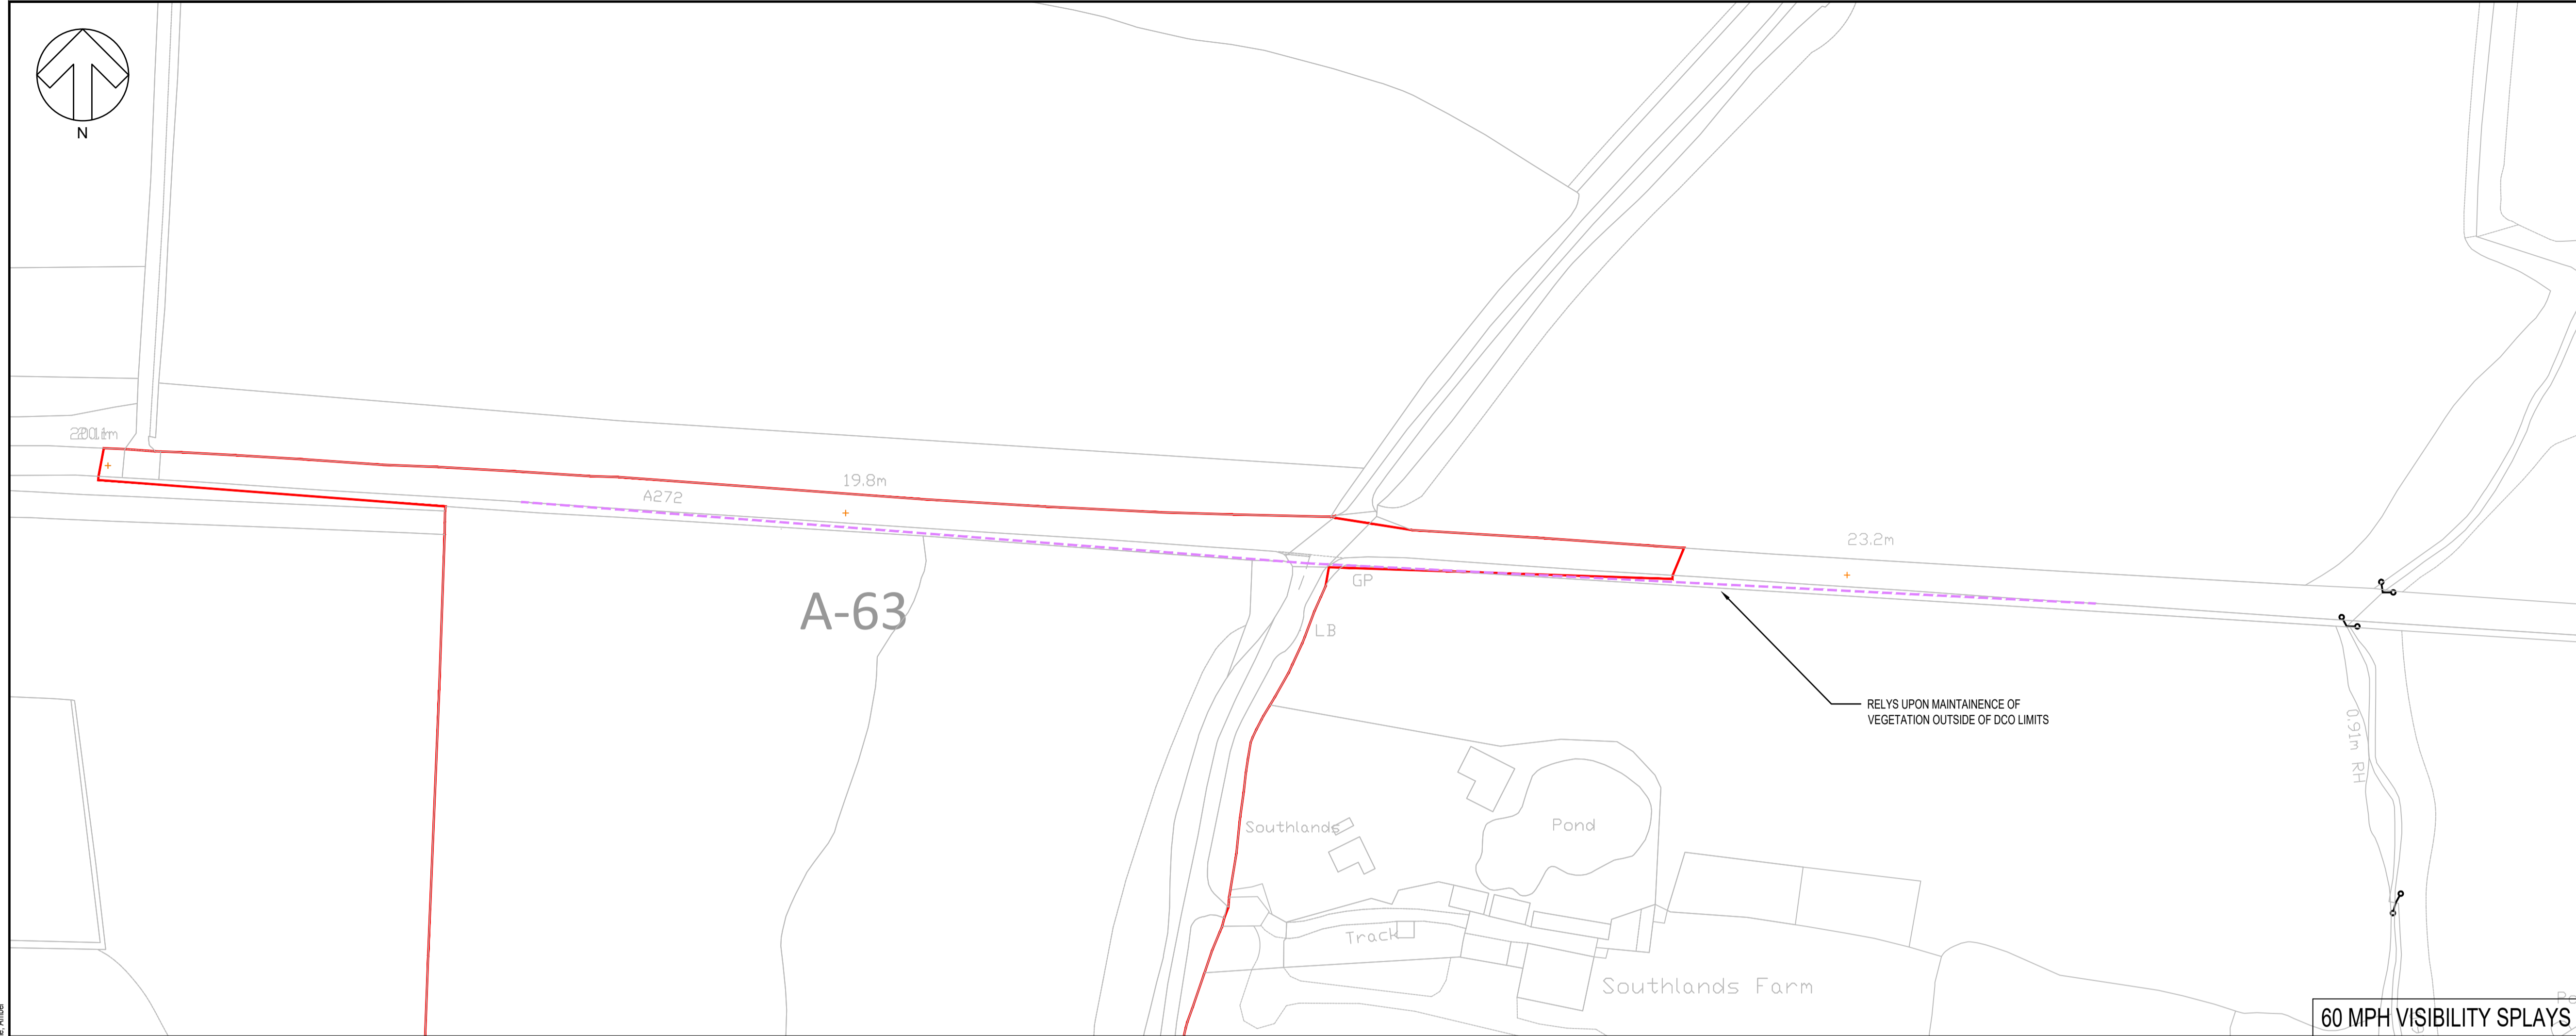 N
19.8m
A272
23.2m
A-63
GP
LB
RELYS UPON MAINTAINENCE OF
VEGETATION OUTSIDE OF DCO LIMITS
0.91m RH
Southlands
Pond
Track
Southlands Farm
60 MPH VISIBILITY SPLAYS